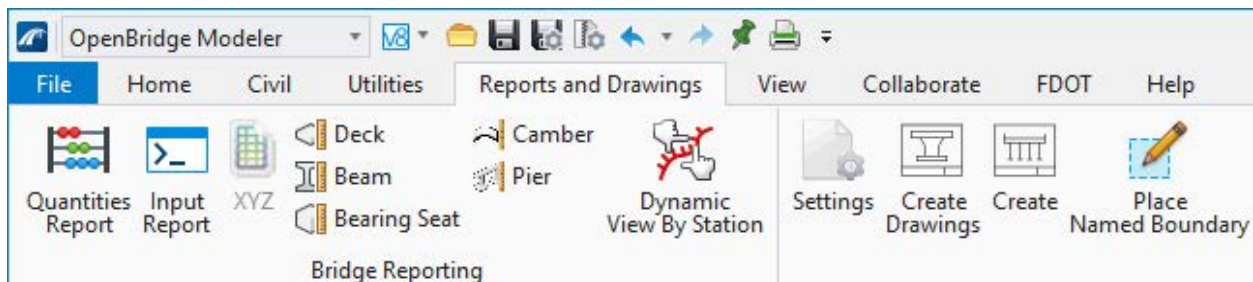 OpenBridge Modeler
V8
File Home Civil Utilities Reports and Drawings View Collaborate FDOT Help
Quantities Report
Input Report
XYZ
Deck
Beam
Bearing Seat
Camber
Pier
Dynamic View By Station
Bridge Reporting
Settings
Create Drawings
Create
Place Named Boundary